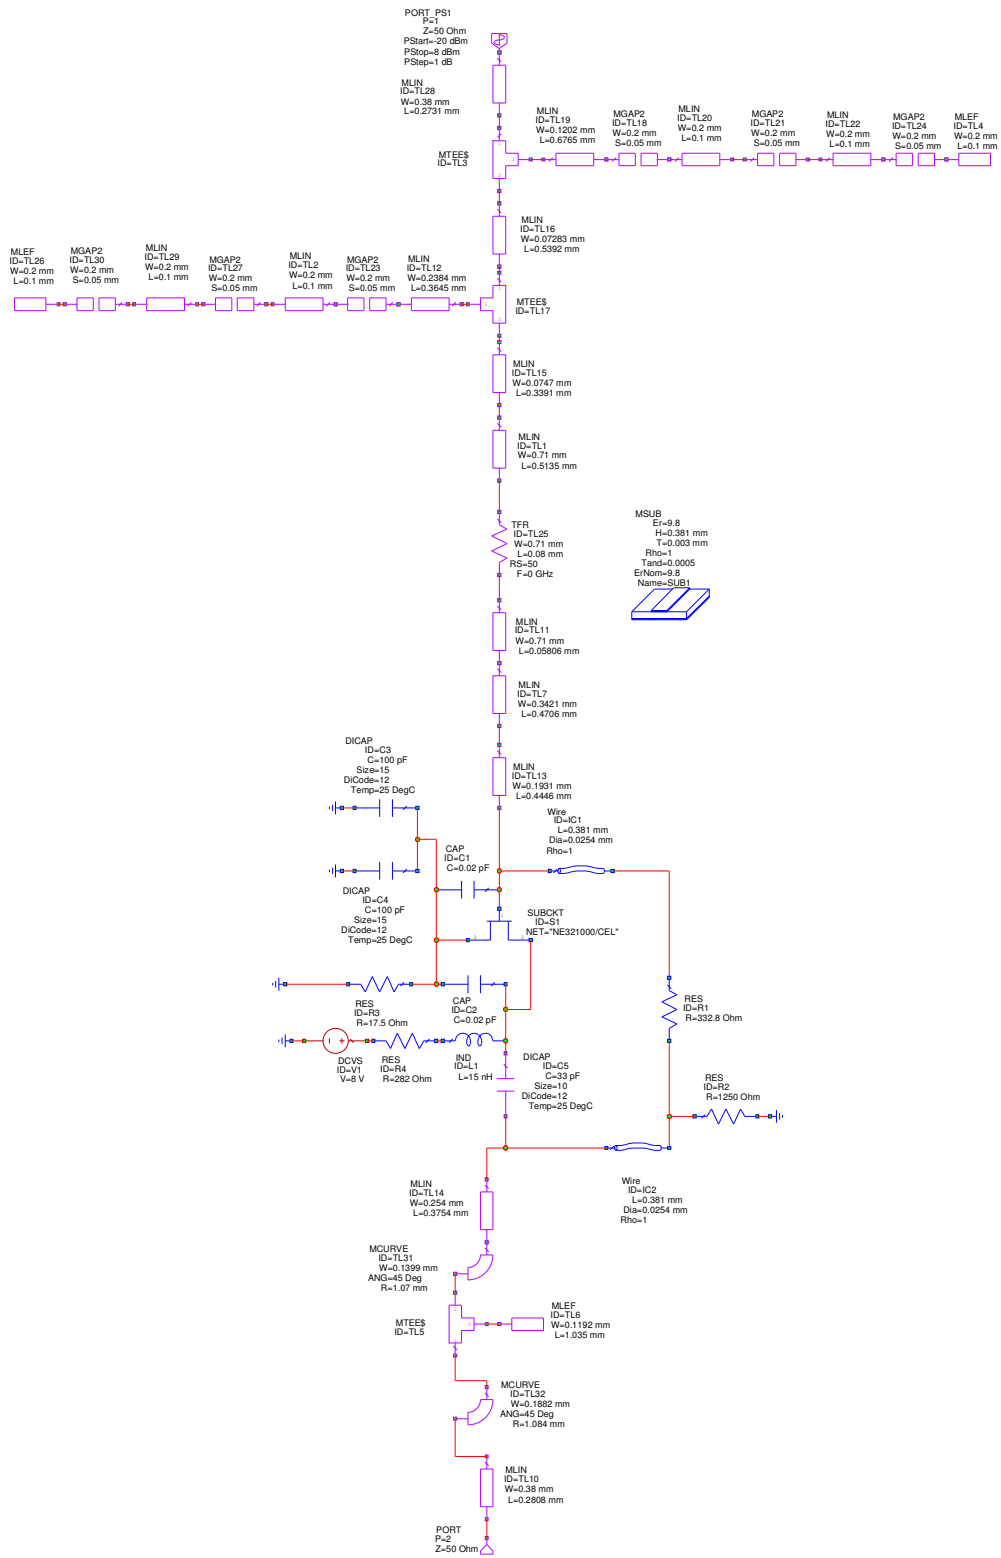 PORT_PS1
P=1
Z=50 Ohm
PStart=-20 dBm
PStop=8 dBm
PStep=1 dB
MLIN
ID=TL28
W=0.38 mm
L=0.2731 mm
MTEE$
ID=TL3
MLIN
ID=TL19
W=0.1202 mm
L=0.6765 mm
MGAP2
ID=TL18
W=0.2 mm
S=0.05 mm
MLIN
ID=TL20
W=0.2 mm
L=0.1 mm
MGAP2
ID=TL21
W=0.2 mm
S=0.05 mm
MLIN
ID=TL22
W=0.2 mm
L=0.1 mm
MGAP2
ID=TL24
W=0.2 mm
S=0.05 mm
MLEF
ID=TL4
W=0.2 mm
L=0.1 mm
MLIN
ID=TL16
W=0.07283 mm
L=0.5392 mm
MLEF
ID=TL26
W=0.2 mm
L=0.1 mm
MGAP2
ID=TL30
W=0.2 mm
S=0.05 mm
MLIN
ID=TL29
W=0.2 mm
L=0.1 mm
MGAP2
ID=TL27
W=0.2 mm
S=0.05 mm
MLIN
ID=TL2
W=0.2 mm
L=0.1 mm
MGAP2
ID=TL23
W=0.2 mm
S=0.05 mm
MLIN
ID=TL12
W=0.2384 mm
L=0.3645 mm
MTEE$
ID=TL17
MLIN
ID=TL15
W=0.0747 mm
L=0.3391 mm
MLIN
ID=TL1
W=0.71 mm
L=0.5135 mm
TFR
ID=TL25
W=0.71 mm
L=0.08 mm
RS=50
F=0 GHz
MSUB
Er=9.8
H=0.381 mm
T=0.003 mm
Rho=1
Tand=0.0005
ErNom=9.8
Name=SUB1
MLIN
ID=TL11
W=0.71 mm
L=0.05806 mm
MLIN
ID=TL7
W=0.3421 mm
L=0.4706 mm
MLIN
ID=TL13
W=0.1931 mm
L=0.4446 mm
DICAP
ID=C3
C=100 pF
Size=15
DiCode=12
Temp=25 DegC
Wire
ID=IC1
L=0.381 mm
Dia=0.0254 mm
Rho=1
CAP
ID=C1
C=0.02 pF
DICAP
ID=C4
C=100 pF
Size=15
DiCode=12
Temp=25 DegC
SUBCKT
ID=S1
NET="NE321000/CEL"
RES
ID=R3
R=17.5 Ohm
CAP
ID=C2
C=0.02 pF
RES
ID=R1
R=332.8 Ohm
DCVS
ID=V1
V=8 V
RES
ID=R4
R=282 Ohm
IND
ID=L1
L=15 nH
DICAP
ID=C5
C=33 pF
Size=10
DiCode=12
Temp=25 DegC
RES
ID=R2
R=1250 Ohm
Wire
ID=IC2
L=0.381 mm
Dia=0.0254 mm
Rho=1
MLIN
ID=TL14
W=0.254 mm
L=0.3754 mm
MCURVE
ID=TL31
W=0.1399 mm
ANG=45 Deg
R=1.07 mm
MTEE$
ID=TL5
MLEF
ID=TL6
W=0.1192 mm
L=1.035 mm
MCURVE
ID=TL32
W=0.1882 mm
ANG=45 Deg
R=1.084 mm
MLIN
ID=TL10
W=0.38 mm
L=0.2808 mm
PORT
P=2
Z=50 Ohm